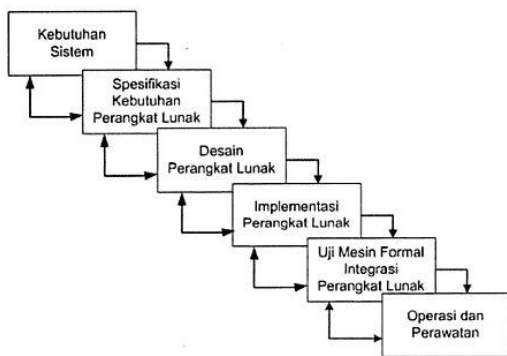 Kebutuhan
Sistem
Spesifikasi
Kebutuhan
Perangkat Lunak
Desain
Perangkat Lunak
Implementasi
Perangkat Lunak
Uji Mesin Formal
Integrasi
Perangkat Lunak
Operasi dan
Perawatan